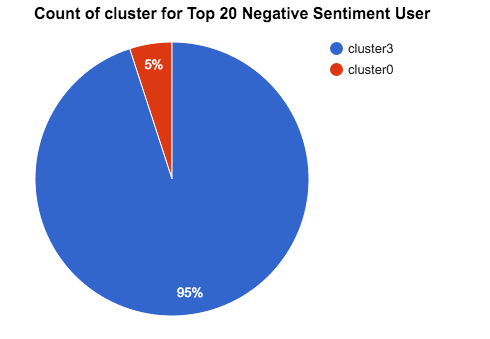 Count of cluster for Top 20 Negative Sentiment User
cluster3
cluster0
5%
95%